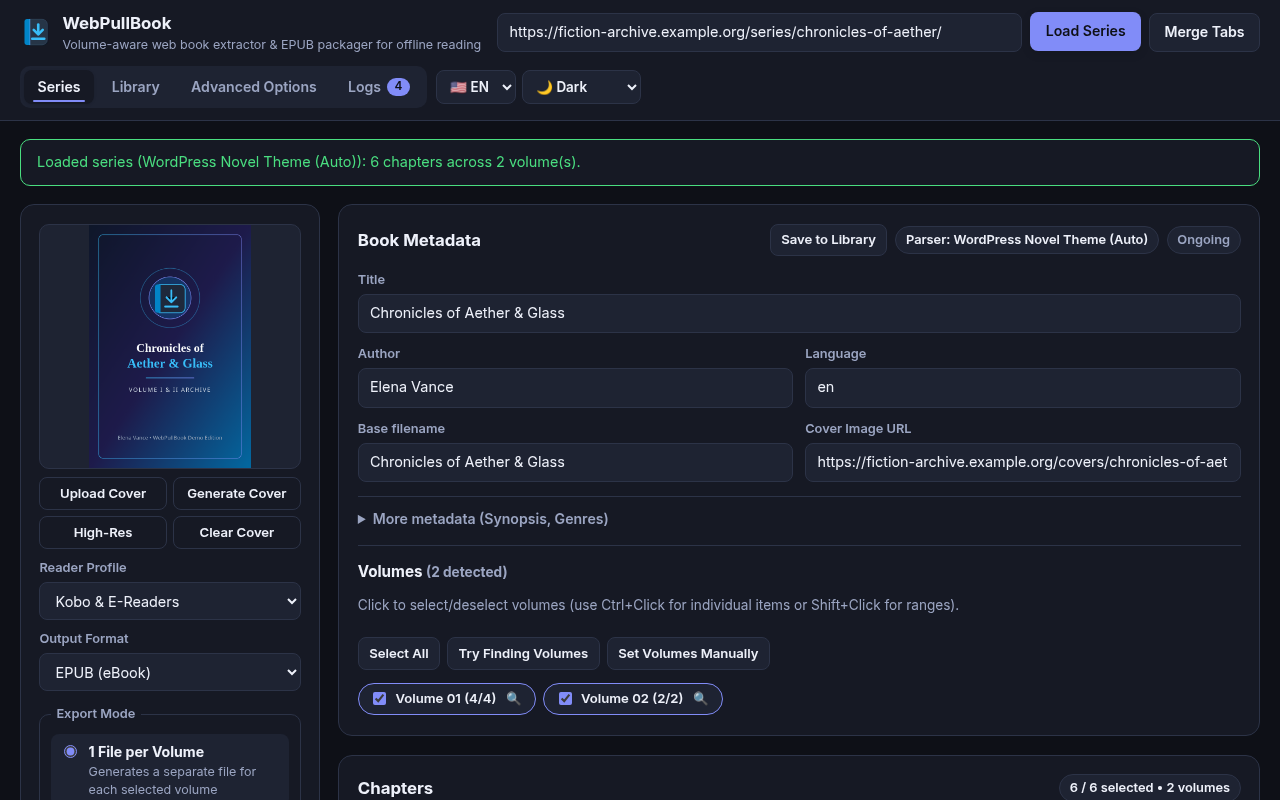 WebPullBook
Volume-aware web book extractor & EPUB packager for offline reading
https://fiction-archive.example.org/series/chronicles-of-aether/
Load Series
Merge Tabs
Series
Library
Advanced Options
Logs 4
🇺🇸 EN
🌙 Dark
Loaded series (WordPress Novel Theme (Auto)): 6 chapters across 2 volume(s).
Chronicles of
Aether & Glass
VOLUME I & II ARCHIVE
Elena Vance • WebPullBook Demo Edition
Upload Cover
Generate Cover
High-Res
Clear Cover
Reader Profile
Kobo & E-Readers
Output Format
EPUB (eBook)
Export Mode
1 File per Volume
Generates a separate file for
each selected volume
Book Metadata
Save to Library
Parser: WordPress Novel Theme (Auto)
Ongoing
Title
Chronicles of Aether & Glass
Author
Elena Vance
Language
en
Base filename
Chronicles of Aether & Glass
Cover Image URL
https://fiction-archive.example.org/covers/chronicles-of-aet
More metadata (Synopsis, Genres)
Volumes (2 detected)
Click to select/deselect volumes (use Ctrl+Click for individual items or Shift+Click for ranges).
Select All
Try Finding Volumes
Set Volumes Manually
Volume 01 (4/4) 🔍
Volume 02 (2/2) 🔍
Chapters
6 / 6 selected • 2 volumes